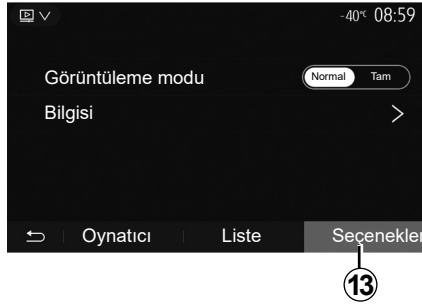 -40°C 08:59
Görüntüleme modu Normal Tam
Bilgisi
Oynatıcı Liste Seçenekler
13